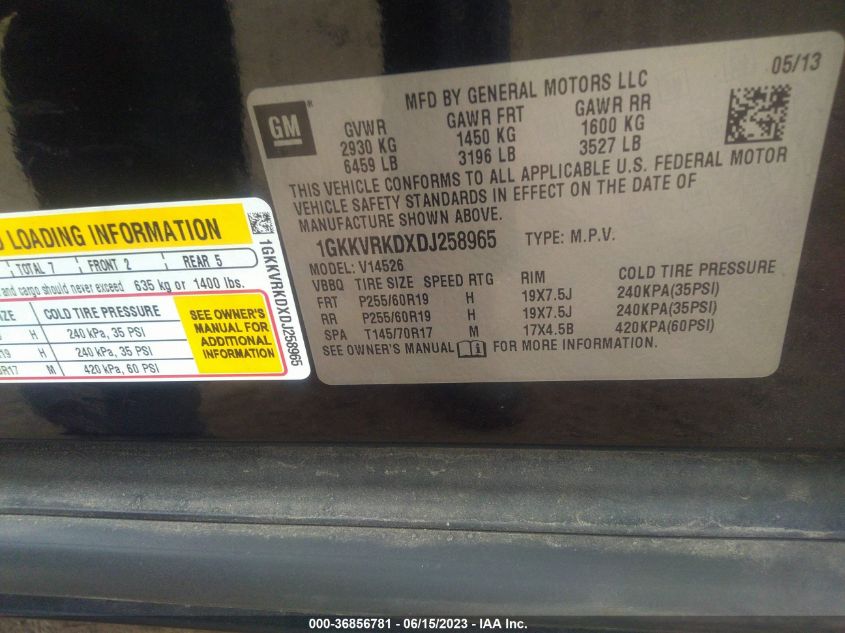 05/13
MFD BY GENERAL MOTORS LLC
GM
GVWR GAWR FRT GAWR RR
2930 KG 1450 KG 1600 KG
6459 LB 3196 LB 3527 LB
THIS VEHICLE CONFORMS TO ALL APPLICABLE U.S. FEDERAL MOTOR
VEHICLE SAFETY STANDARDS IN EFFECT ON THE DATE OF
MANUFACTURE SHOWN ABOVE.
1GKKVRKDXDJ258965 TYPE: M.P.V.
MODEL: V14526
VBBQ TIRE SIZE SPEED RTG RIM COLD TIRE PRESSURE
FRT P255/60R19 H 19X7.5J 240KPA(35PSI)
RR P255/60R19 H 19X7.5J 240KPA(35PSI)
SPA T145/70R17 M 17X4.5B 420KPA(60PSI)
SEE OWNER'S MANUAL FOR MORE INFORMATION.
LOADING INFORMATION
TOTAL 7 FRONT 2 REAR 5
and cargo should never exceed 635 kg or 1400 lbs.
COLD TIRE PRESSURE
H 240 kPa, 35 PSI
H 240 kPa, 35 PSI
M 420 kPa, 60 PSI
SEE OWNER'S
MANUAL FOR
ADDITIONAL
INFORMATION
1GKKVRKDXDJ258965
000-36856781 - 06/15/2023 - IAA Inc.